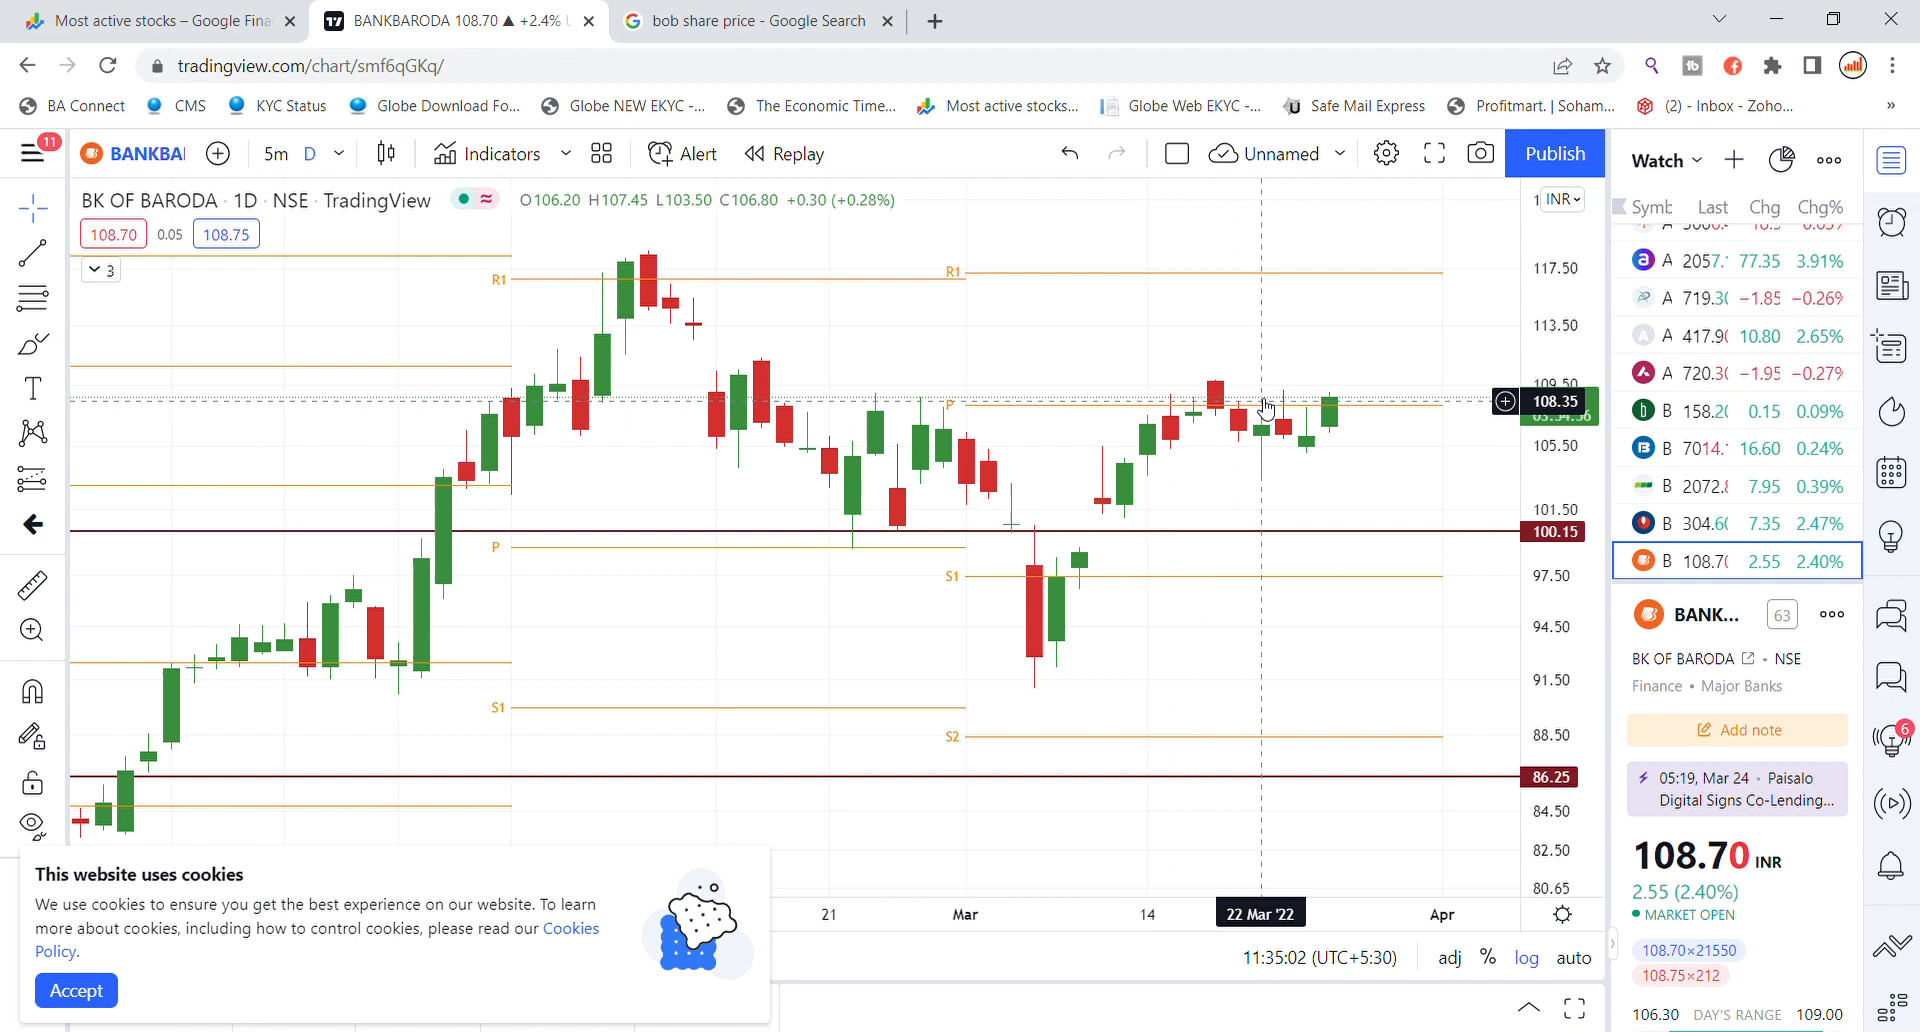 Most active stocks – Google Fina
BANKBARODA 108.70 ▲ +2.4% U
bob share price - Google Search
tradingview.com/chart/smf6qGKq/
BA Connect
CMS
KYC Status
Globe Download Fo...
Globe NEW EKYC -...
The Economic Time...
Most active stocks...
Globe Web EKYC -...
Safe Mail Express
Profitmart. | Soham...
(2) - Inbox - Zoho...
»
11
BANKBA
5m
D
Indicators
Alert
Replay
Unnamed
Publish
Watch
BK OF BARODA · 1D · NSE · TradingView
O106.20 H107.45 L103.50 C106.80 +0.30 (+0.28%)
INR
108.70
0.05
108.75
3
Symb
Last
Chg
Chg%
A 2057. 77.35 3.91%
A 719.3 −1.85 −0.26%
A 417.9 10.80 2.65%
A 720.3 −1.95 −0.27%
B 158.2 0.15 0.09%
B 7014. 16.60 0.24%
B 2072. 7.95 0.39%
B 304.6 7.35 2.47%
B 108.7 2.55 2.40%
R1
R1
P
P
S1
S1
S2
117.50
113.50
109.50
108.35
105.50
101.50
100.15
97.50
94.50
91.50
88.50
86.25
84.50
82.50
80.65
BANK...
63
BK OF BARODA • NSE
Finance • Major Banks
Add note
05:19, Mar 24 • Paisalo
Digital Signs Co-Lending...
108.70 INR
2.55 (2.40%)
MARKET OPEN
108.70×21550
108.75×212
106.30 DAY'S RANGE 109.00
6
21
Mar
14
22 Mar '22
Apr
11:35:02 (UTC+5:30)
adj
%
log
auto
This website uses cookies
We use cookies to ensure you get the best experience on our website. To learn
more about cookies, including how to control cookies, please read our Cookies
Policy.
Accept